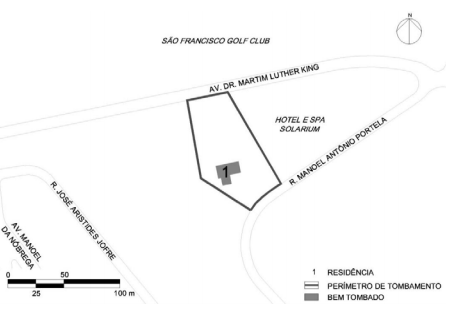 N
SÃO FRANCISCO GOLF CLUB
AV. DR. MARTIM LUTHER KING
HOTEL E SPA
SOLARIUM
R. MANOEL ANTÔNIO PORTELA
1
R. JOSÉ ARISTIDES JOFRE
AV. MANOEL
DA NÓBREGA
0 50
25 100 m
1 RESIDÊNCIA
PERÍMETRO DE TOMBAMENTO
BEM TOMBADO